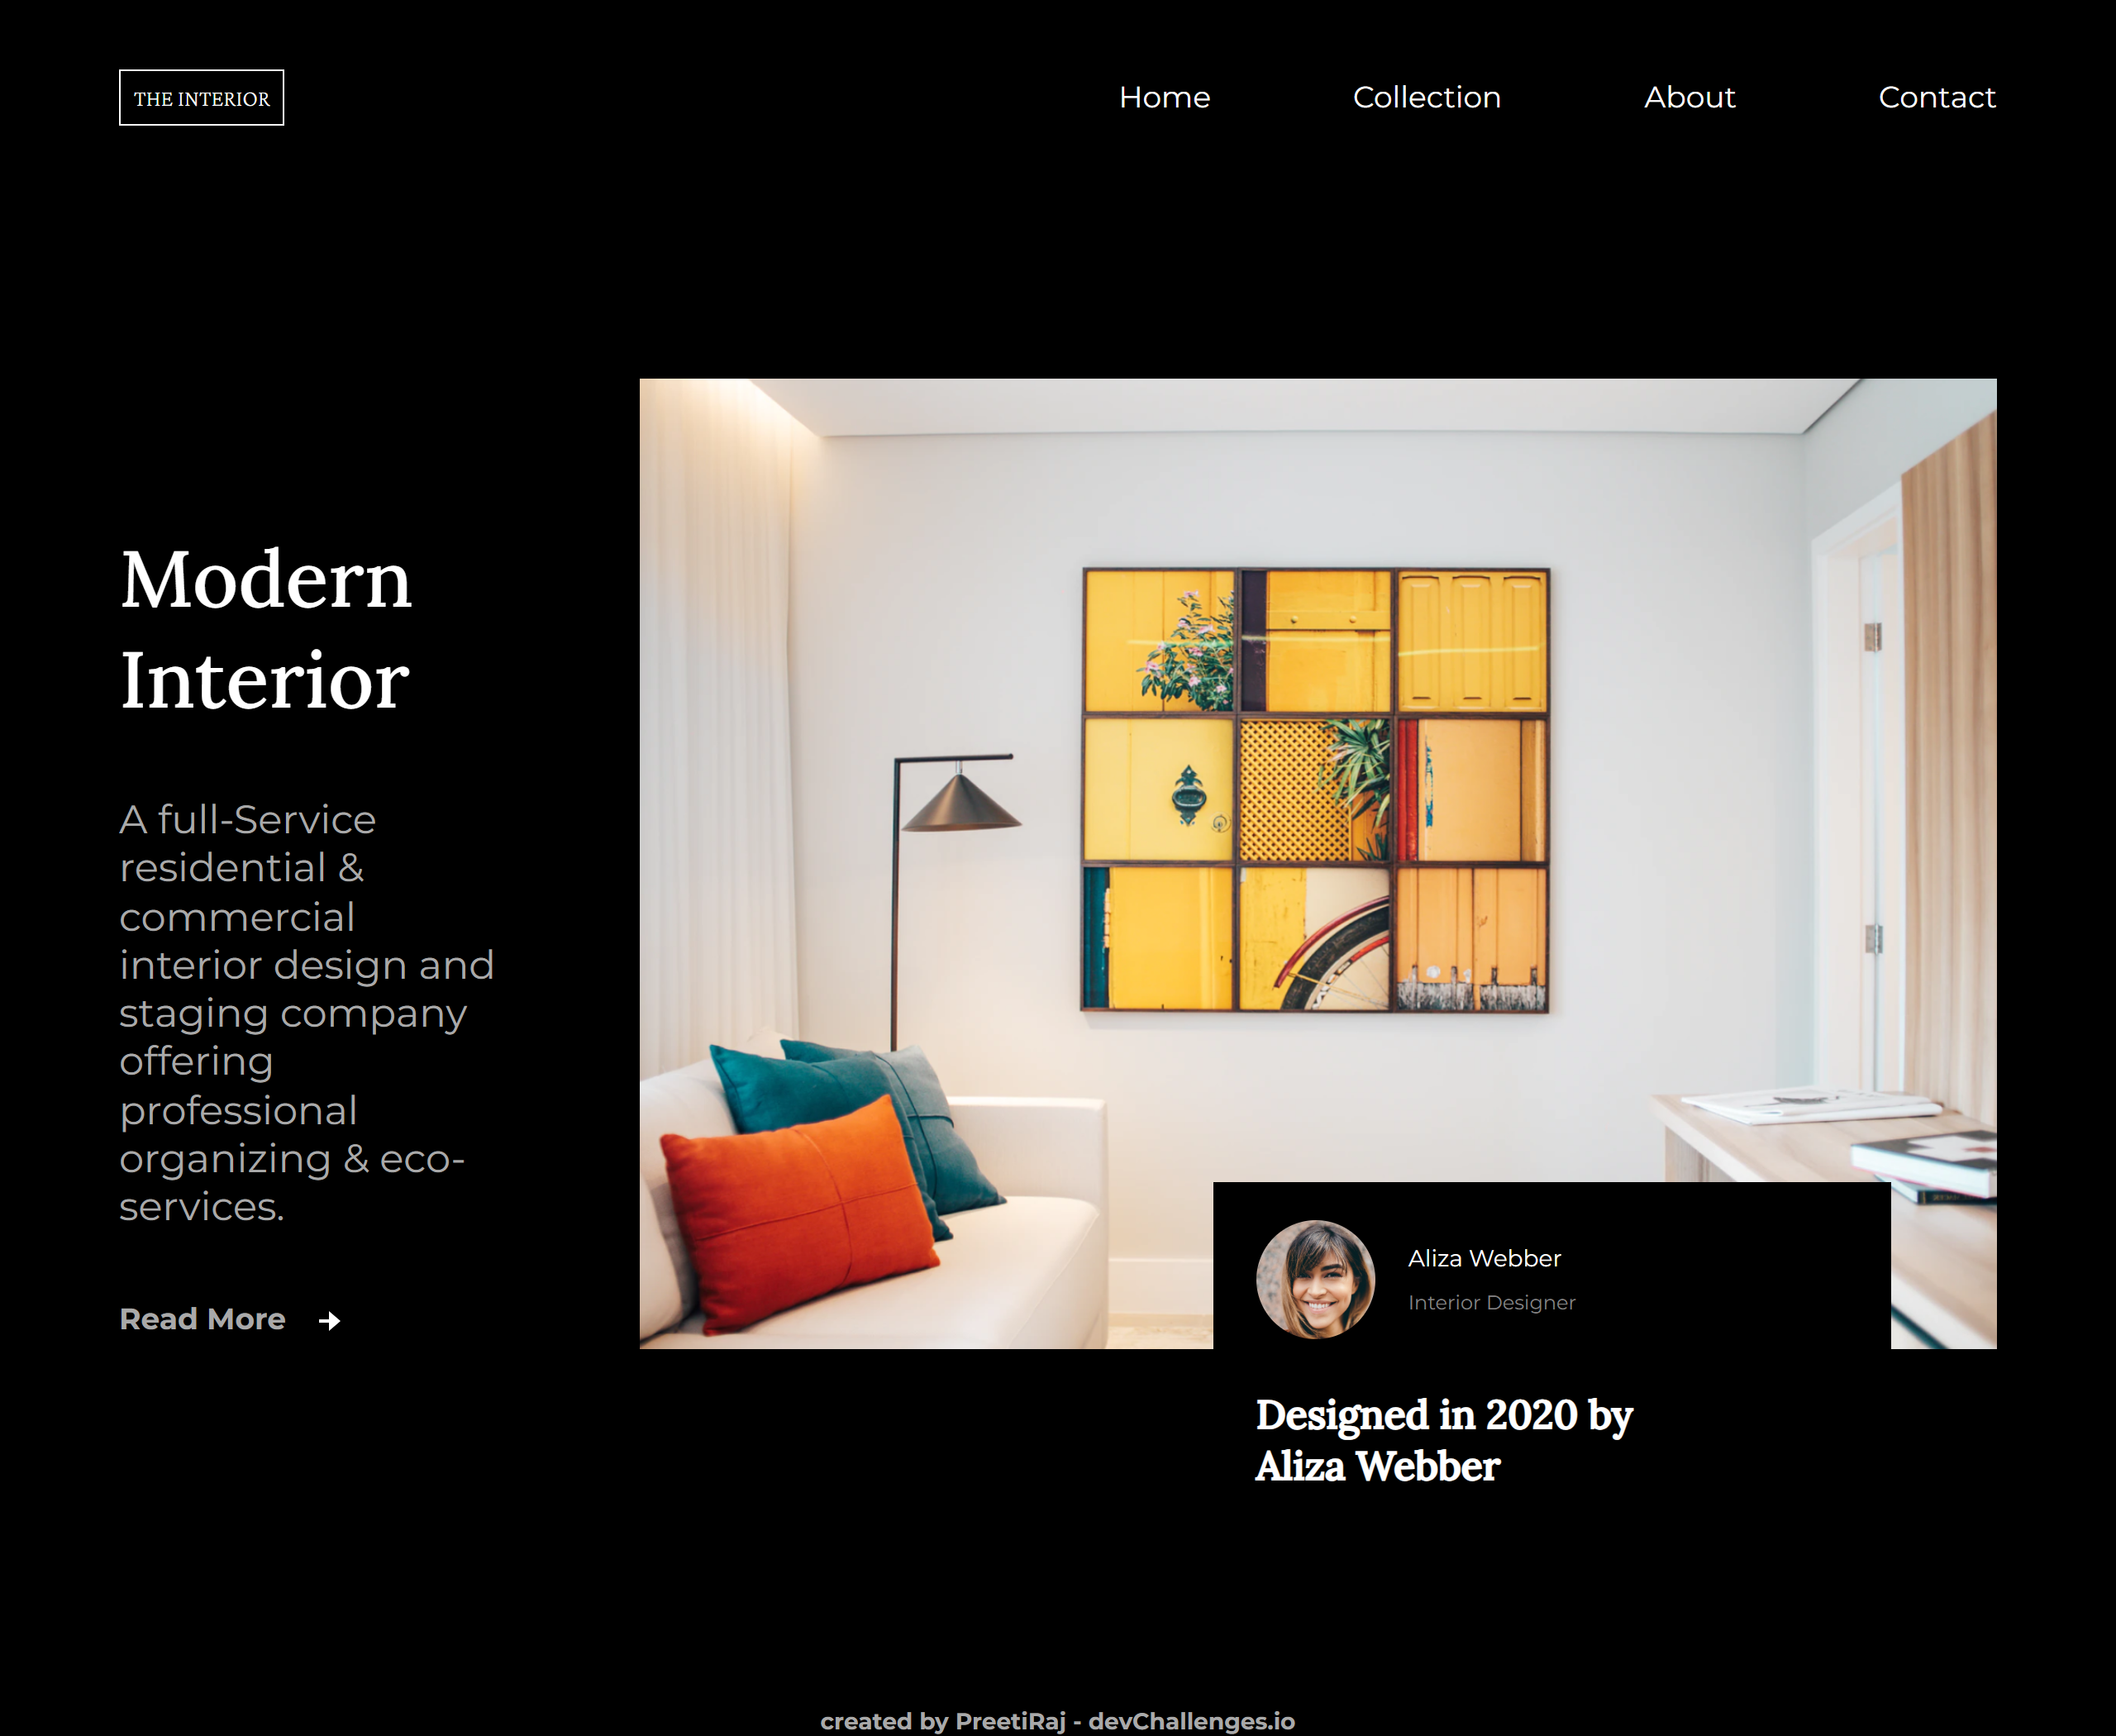 THE INTERIOR
Home Collection About Contact
Modern
Interior
A full-Service
residential &
commercial
interior design and
staging company
offering
professional
organizing & eco-
services.
Read More
Aliza Webber
Interior Designer
Designed in 2020 by
Aliza Webber
created by PreetiRaj - devChallenges.io